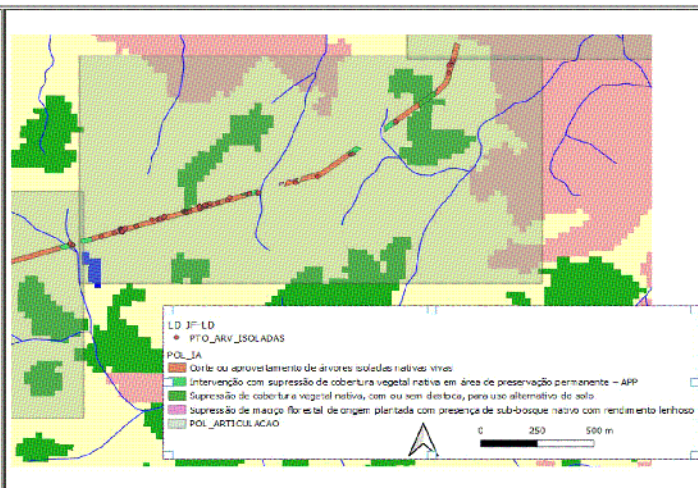 LD JF-LD
PTO_ARV_ISOLADAS
POL_IA
Corte ou aproveitamento de árvores isoladas nativas vivas
Intervenção com supressão de cobertura vegetal nativa em área de preservação permanente – APP
Supressão de cobertura vegetal nativa, com ou sem destoca, para uso alternativo do solo
Supressão de maciço florestal de origem plantada com presença de sub-bosque nativo com rendimento lenhoso
POL_ARTICULACAO
0 250 500 m